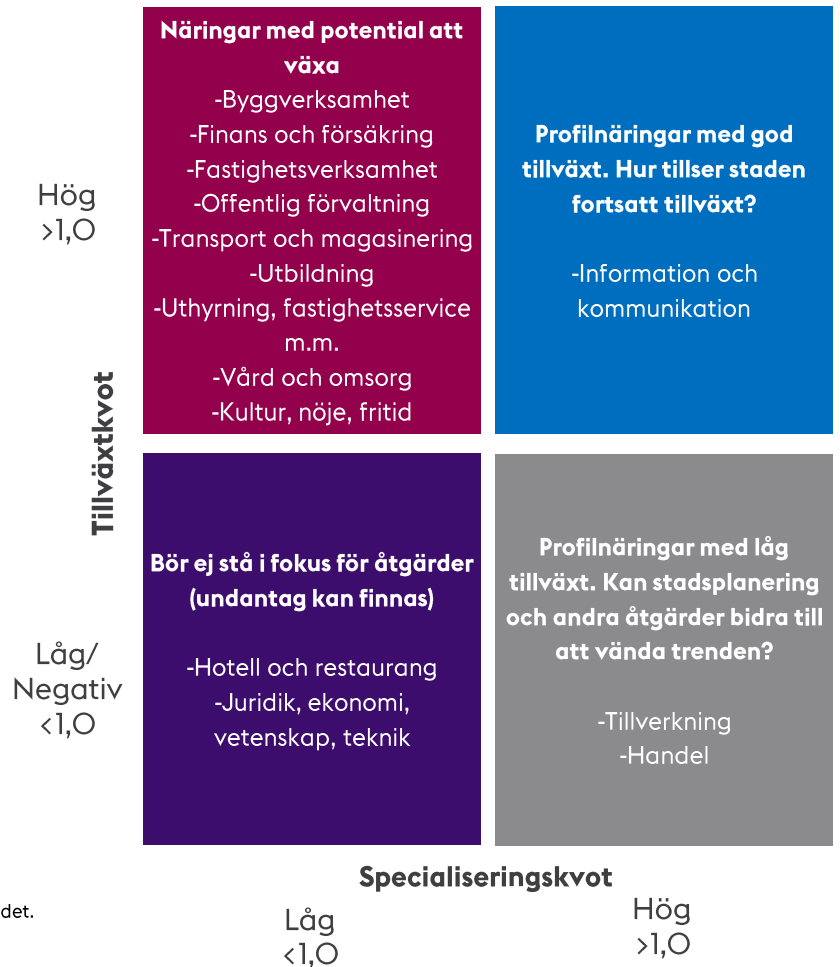 Näringar med potential att
växa
-Byggverksamhet
-Finans och försäkring
-Fastighetsverksamhet
-Offentlig förvaltning
-Transport och magasinering
-Utbildning
-Uthyrning, fastighetsservice
m.m.
-Vård och omsorg
-Kultur, nöje, fritid
Profilnäringar med god
tillväxt. Hur tillser staden
fortsatt tillväxt?
-Information och
kommunikation
Hög
>1,0
Tillväxtkvot
Bör ej stå i fokus för åtgärder
(undantag kan finnas)
-Hotell och restaurang
-Juridik, ekonomi,
vetenskap, teknik
Profilnäringar med låg
tillväxt. Kan stadsplanering
och andra åtgärder bidra till
att vända trenden?
-Tillverkning
-Handel
Låg/
Negativ
<1,0
Specialiseringskvot
det.
Låg
<1,0
Hög
>1,0